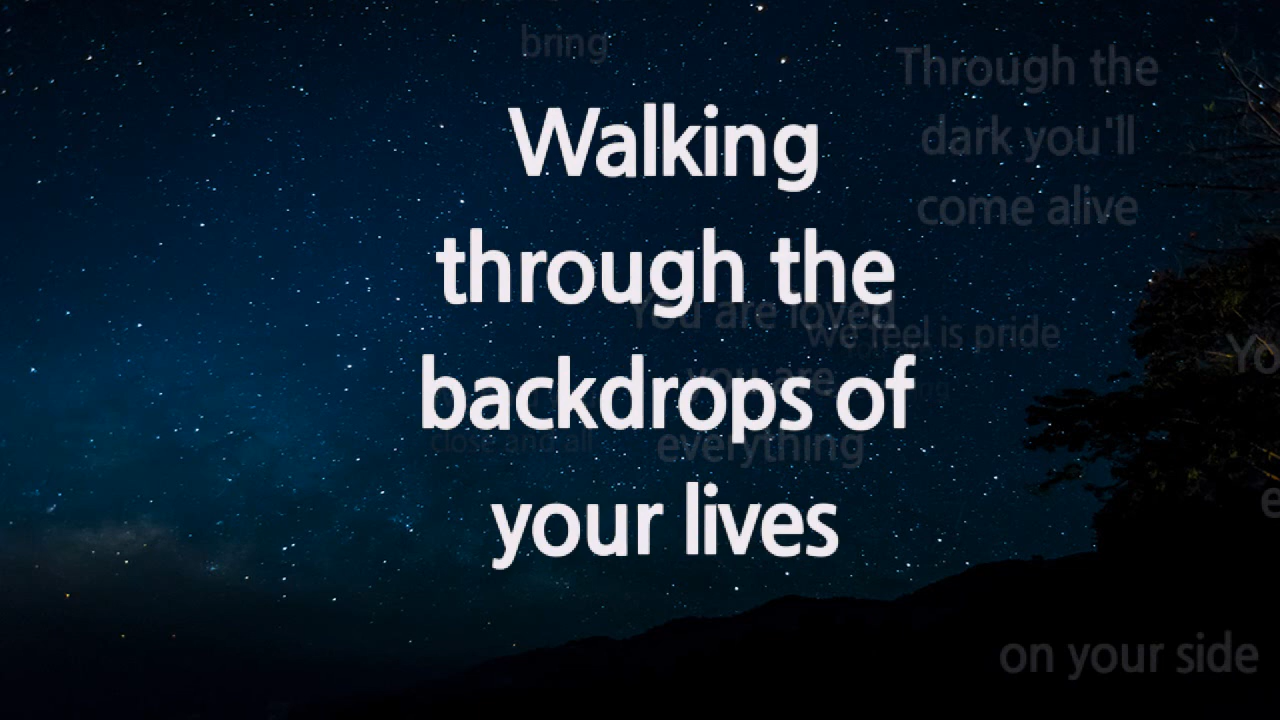 bring
Through the
dark you'll
come alive
Walking
through the
backdrops of
your lives
You are loved
we feel is pride
you are
everything
close and all
on your side